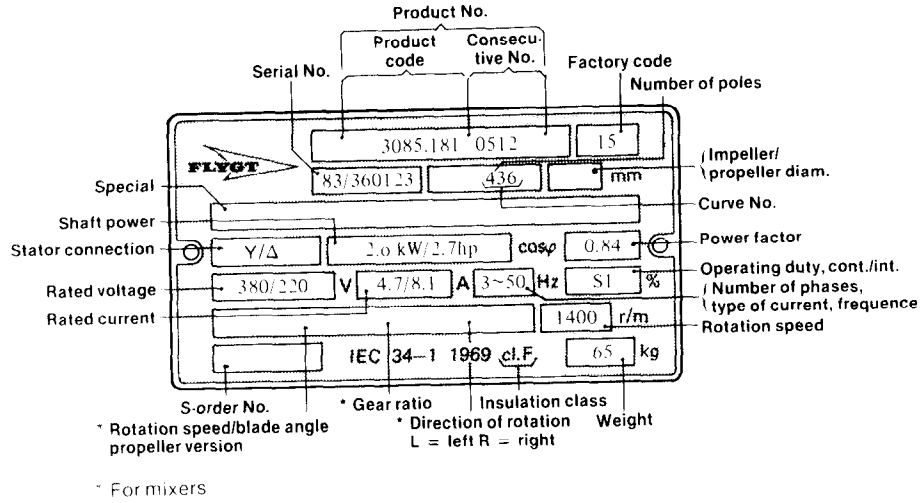 Product No.
Product code
Consecu-tive No.
Serial No.
Factory code
Number of poles
3085.181 0512
15
FLYGT
83/360123
436
mm
Impeller/
propeller diam.
Special
Curve No.
Shaft power
Stator connection
Y/Δ
2.0 kW/2.7hp
cosφ
0.84
Power factor
Rated voltage
380/220 V
4.7/8.1 A
3~50 Hz
S1 %
Operating duty, cont./int.
Number of phases,
type of current, frequence
Rated current
1400 r/m
Rotation speed
IEC 34-1 1969 cl.F
65 kg
S-order No.
* Gear ratio
Insulation class
Weight
* Rotation speed/blade angle
propeller version
* Direction of rotation
L = left R = right
* For mixers